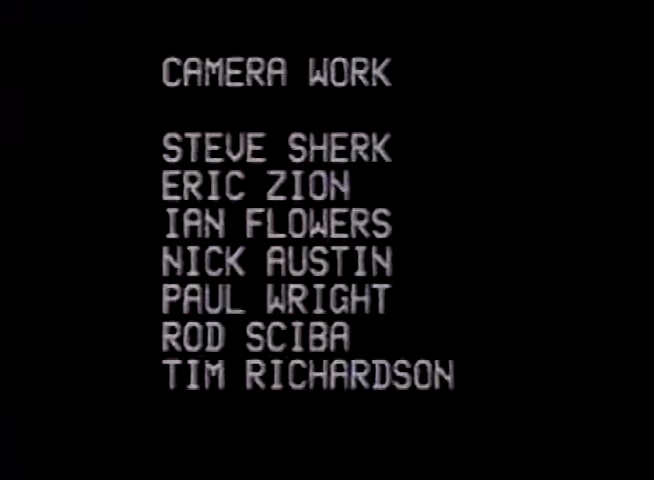 CAMERA WORK
STEVE SHERK
ERIC ZION
IAN FLOWERS
NICK AUSTIN
PAUL WRIGHT
ROD SCIBA
TIM RICHARDSON